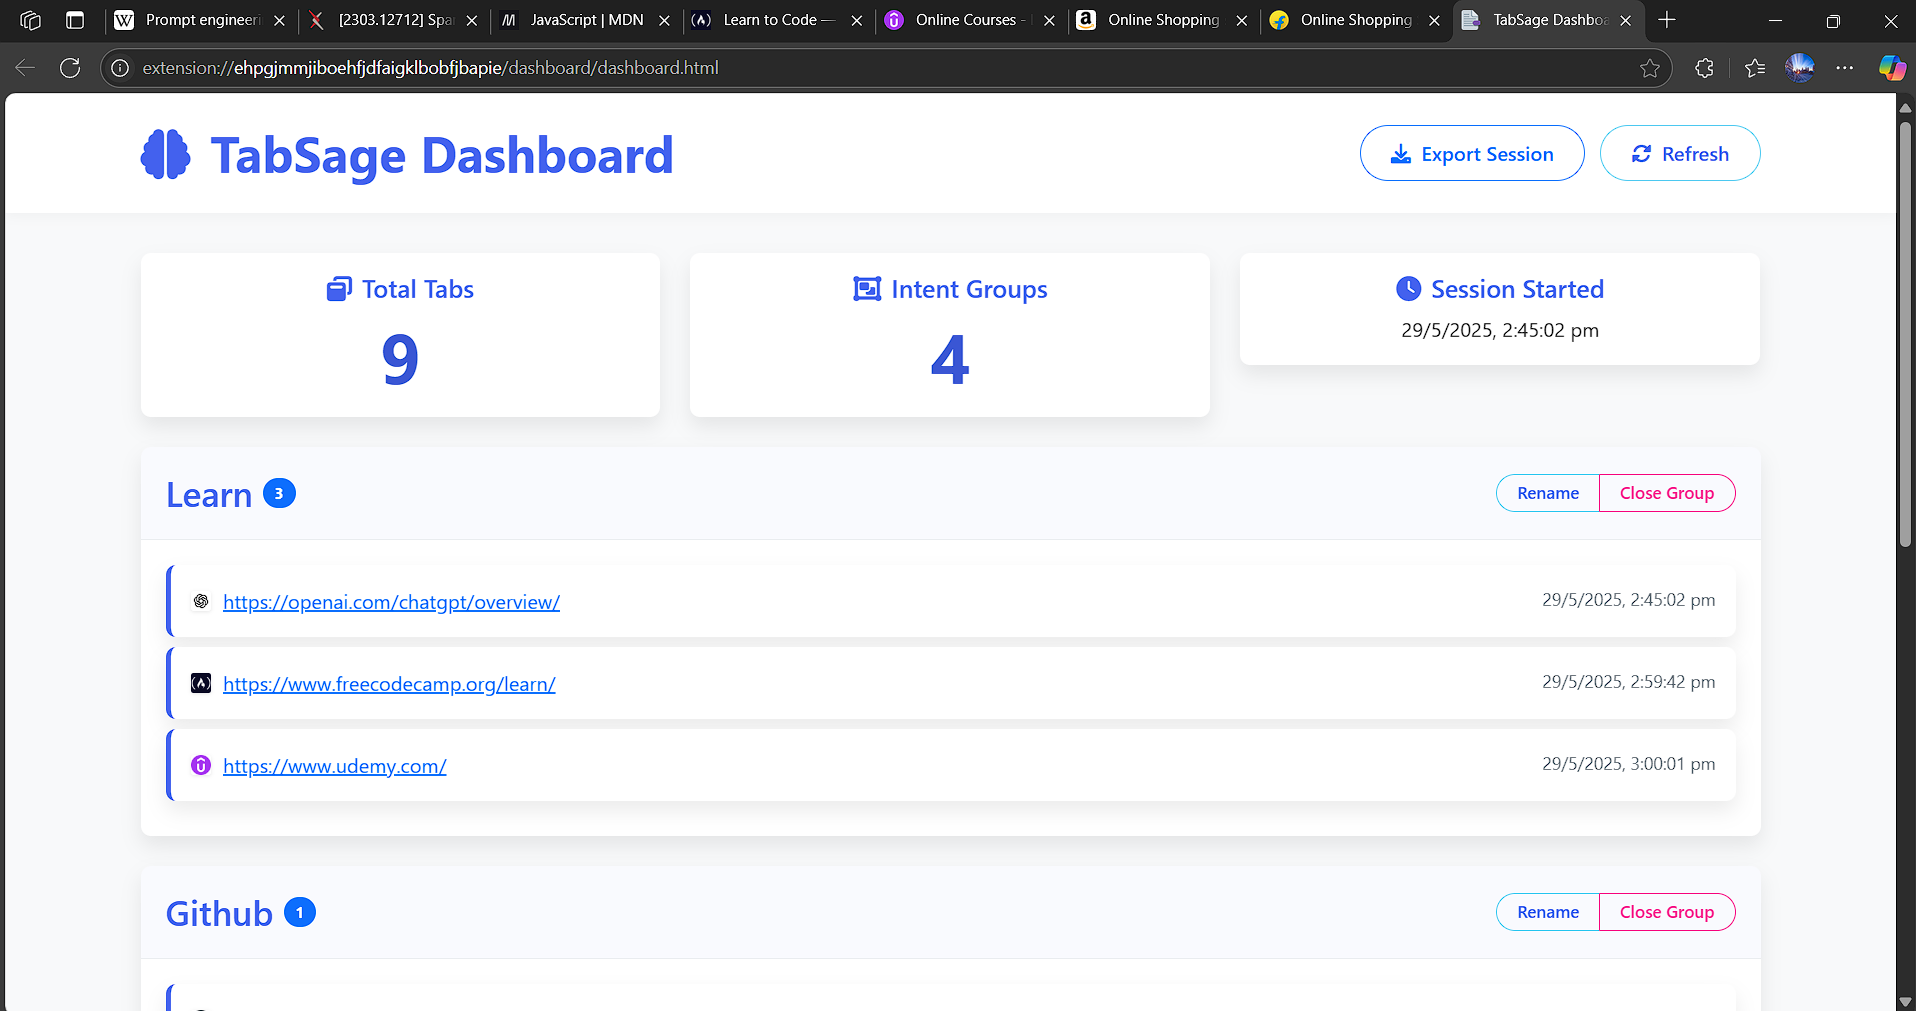 Prompt engineeri
[2303.12712] Spa
JavaScript | MDN
Learn to Code —
Online Courses -
Online Shopping
Online Shopping
TabSage Dashboa
extension://ehpgjmmjiboehfjdfaigklbobfjbapie/dashboard/dashboard.html
TabSage Dashboard
Export Session
Refresh
Total Tabs
9
Intent Groups
4
Session Started
29/5/2025, 2:45:02 pm
Learn 3
Rename
Close Group
https://openai.com/chatgpt/overview/
29/5/2025, 2:45:02 pm
https://www.freecodecamp.org/learn/
29/5/2025, 2:59:42 pm
https://www.udemy.com/
29/5/2025, 3:00:01 pm
Github 1
Rename
Close Group